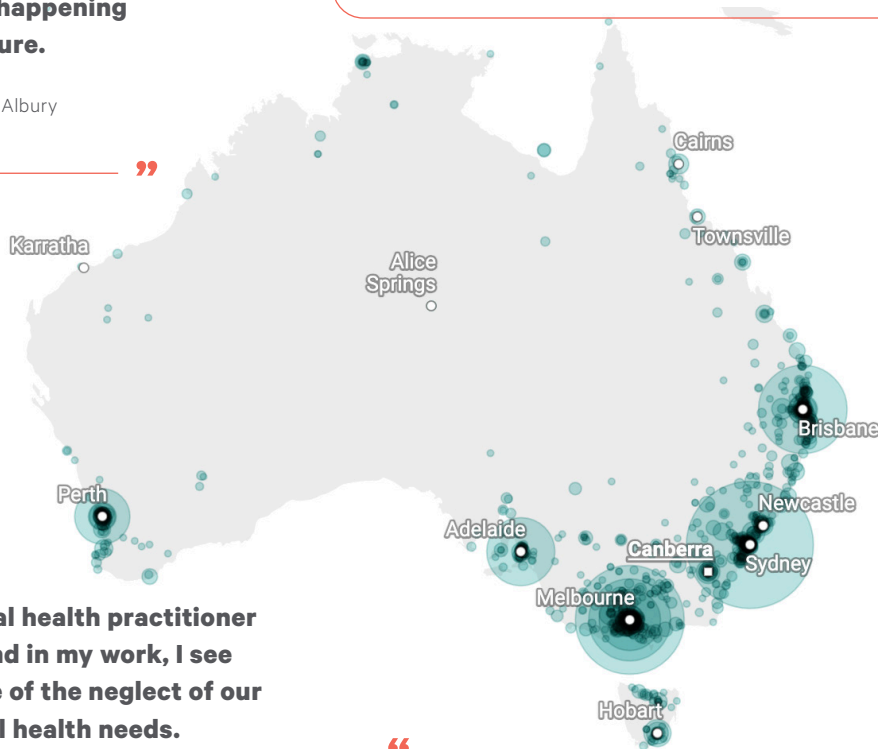 happening
ure.
Albury
”
Cairns
Townsville
Karratha
Alice
Springs
Brisbane
Perth
Newcastle
Adelaide
Canberra
Sydney
Melbourne
al health practitioner
nd in my work, I see
e of the neglect of our
l health needs.
Hobart
“